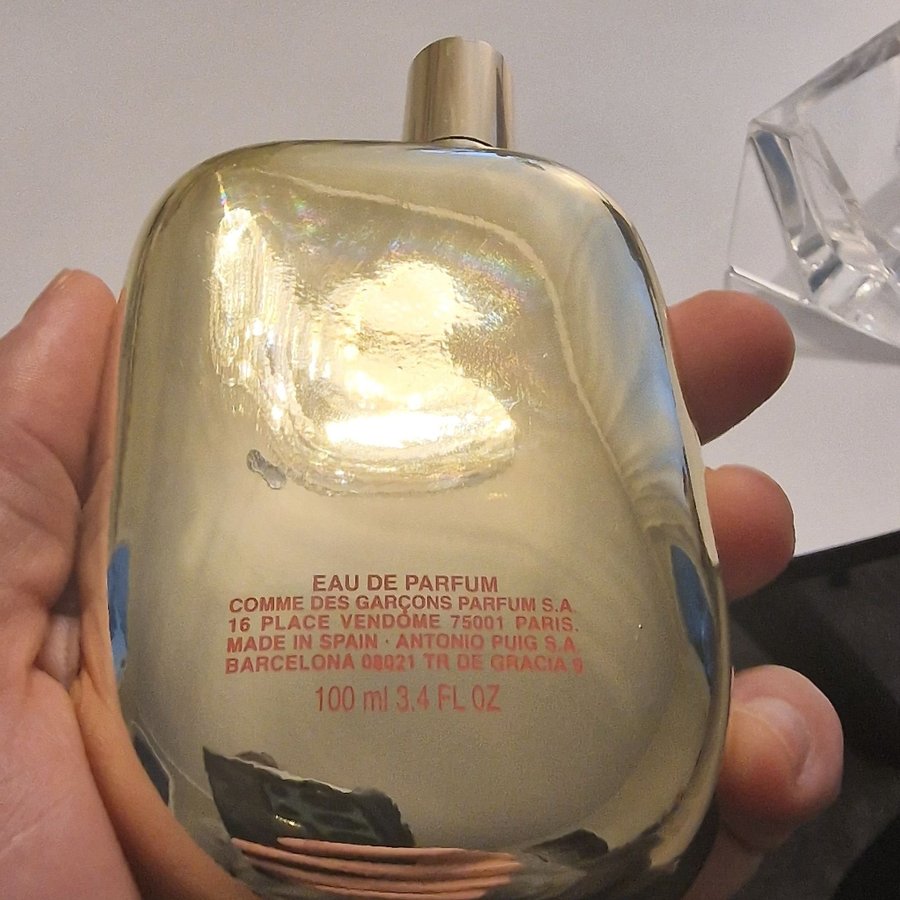 EAU DE PARFUM
COMME DES GARÇONS PARFUM S.A.
16 PLACE VENDOME 75001 PARIS.
MADE IN SPAIN · ANTONIO PUIG S.A.
BARCELONA 08021 TR DE GRACIA 9
100 ml 3.4 FL OZ